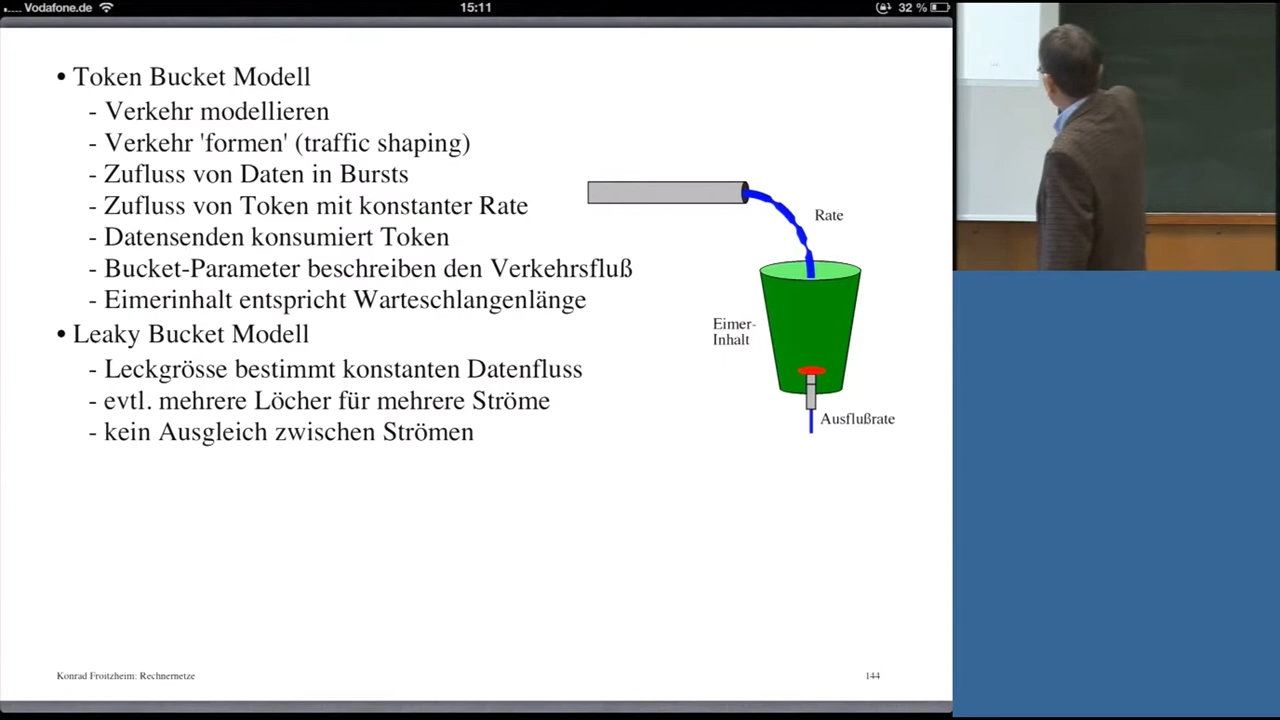 Vodafone.de
15:11
32 %
• Token Bucket Modell
- Verkehr modellieren
- Verkehr 'formen' (traffic shaping)
- Zufluss von Daten in Bursts
- Zufluss von Token mit konstanter Rate
- Datensenden konsumiert Token
- Bucket-Parameter beschreiben den Verkehrsfluß
- Eimerinhalt entspricht Warteschlangenlänge
• Leaky Bucket Modell
- Leckgrösse bestimmt konstanten Datenfluss
- evtl. mehrere Löcher für mehrere Ströme
- kein Ausgleich zwischen Strömen
Rate
Eimer-
Inhalt
Ausflußrate
Konrad Froitzheim: Rechnernetze
144